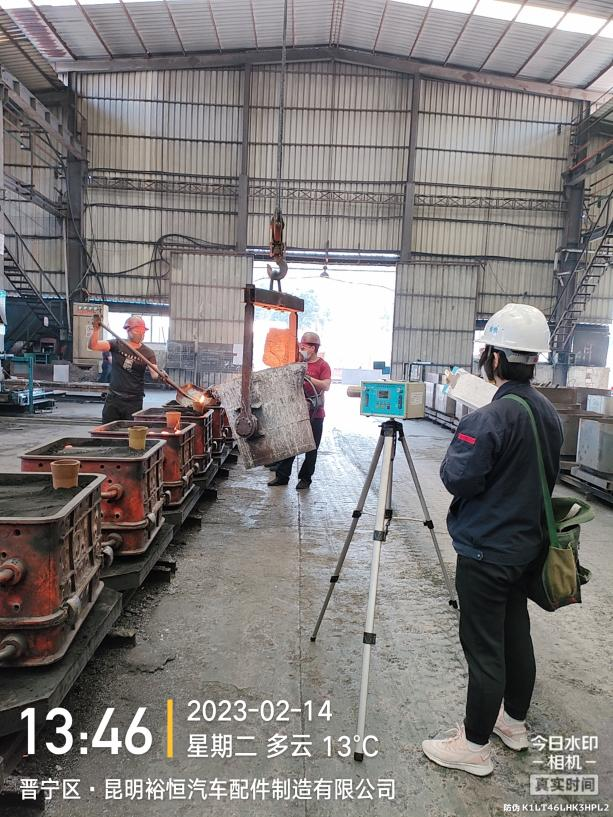 13:46
2023-02-14
星期二 多云 13°C
晋宁区·昆明裕恒汽车配件制造有限公司
今日水印
相机
真实时间
防伪 K1LT46LHK3HPL2